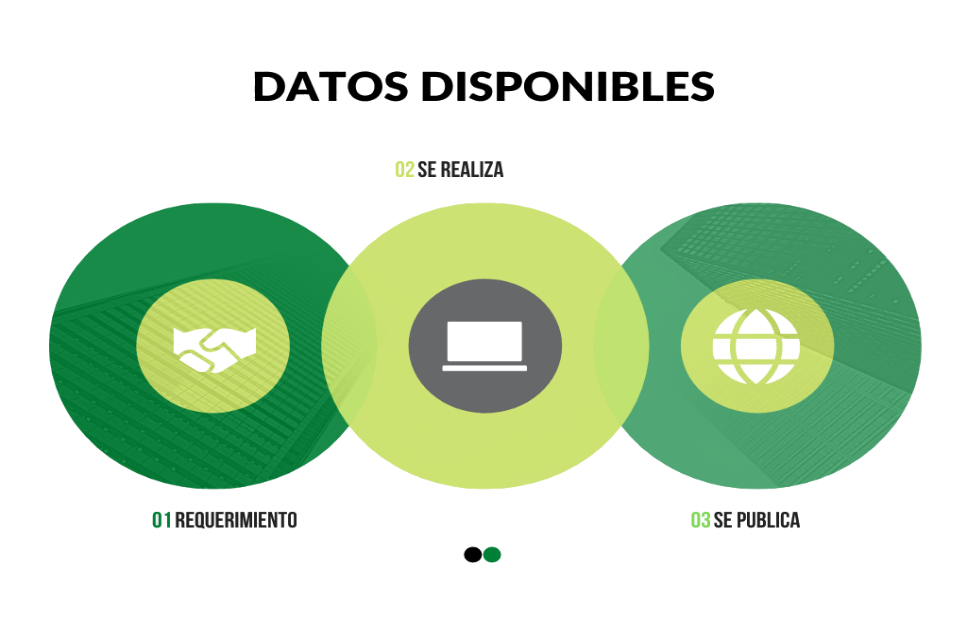 DATOS DISPONIBLES
02 SE REALIZA
01 REQUERIMIENTO
03 SE PUBLICA